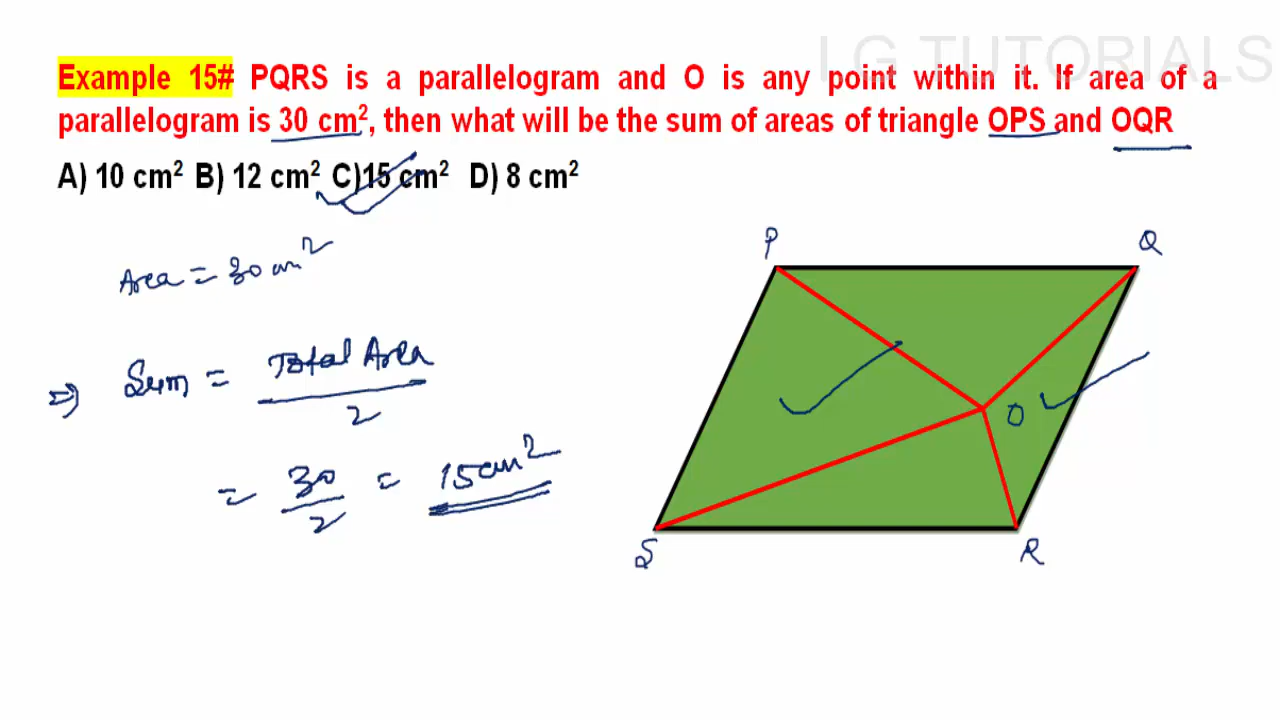 LG TUTORIALS
Example 15# PQRS is a parallelogram and O is any point within it. If area of a
parallelogram is 30 cm², then what will be the sum of areas of triangle OPS and OQR
A) 10 cm² B) 12 cm² C)15 cm² D) 8 cm²
Area = 30 cm²
⇒ Sum = Total Area / 2
= 30 / 2 = 15 cm²
P
Q
O
S
R